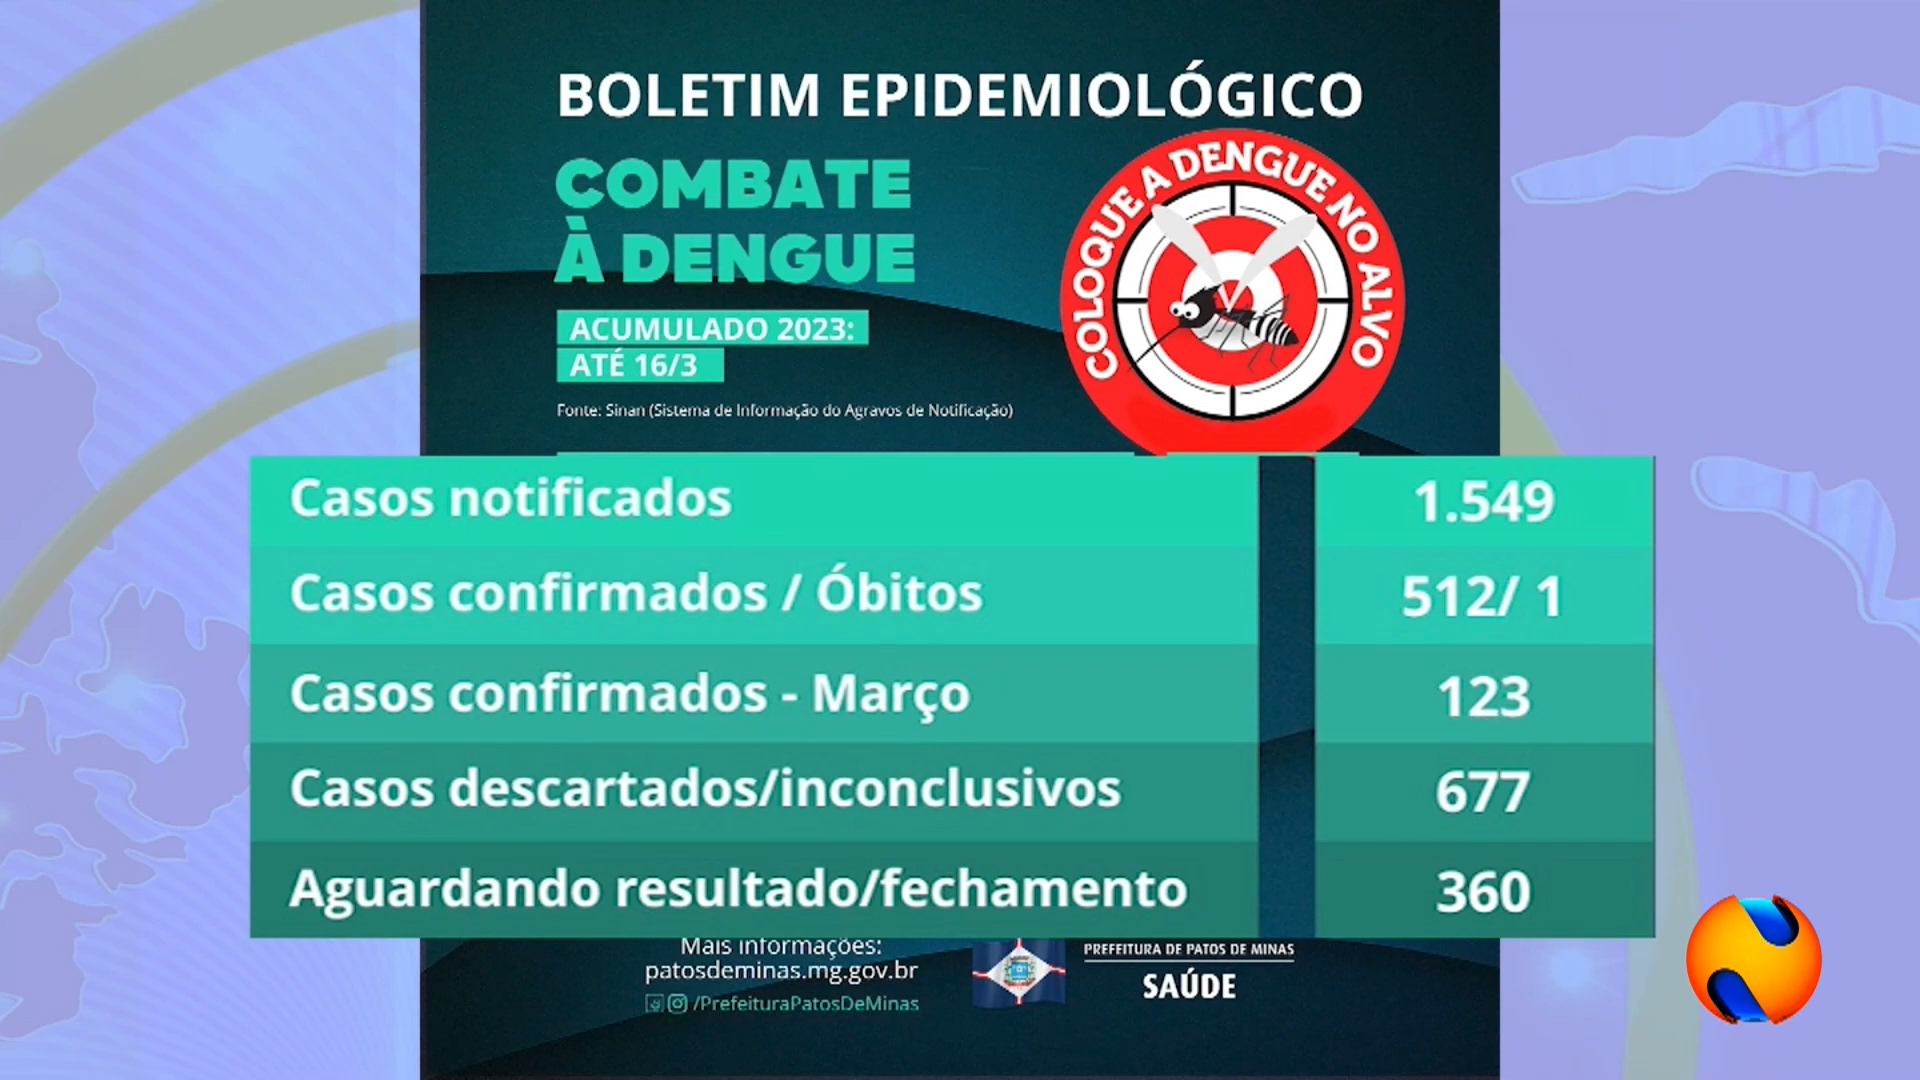 BOLETIM EPIDEMIOLÓGICO
COMBATE
À DENGUE
COLOQUE A DENGUE NO ALVO
ACUMULADO 2023:
ATÉ 16/3
Fonte: Sinan (Sistema de Informação do Agravos de Notificação)
Casos notificados 1.549
Casos confirmados / Óbitos 512/ 1
Casos confirmados - Março 123
Casos descartados/inconclusivos 677
Aguardando resultado/fechamento 360
Mais informações:
patosdeminas.mg.gov.br
/PrefeituraPatosDeMinas
PREFEITURA DE PATOS DE MINAS
SAÚDE